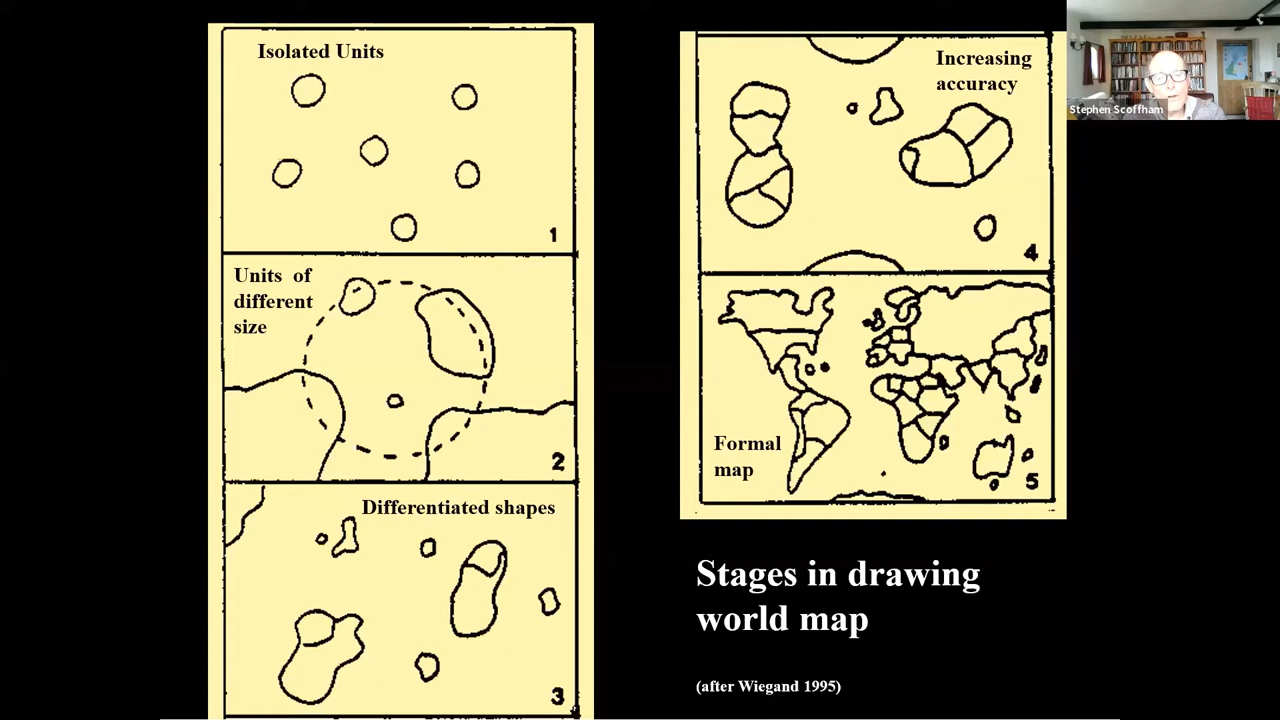 Isolated Units
1
Units of
different
size
2
Differentiated shapes
3
Increasing
accuracy
4
Formal
map
5
Stages in drawing
world map
(after Wiegand 1995)
Stephen Scoffham